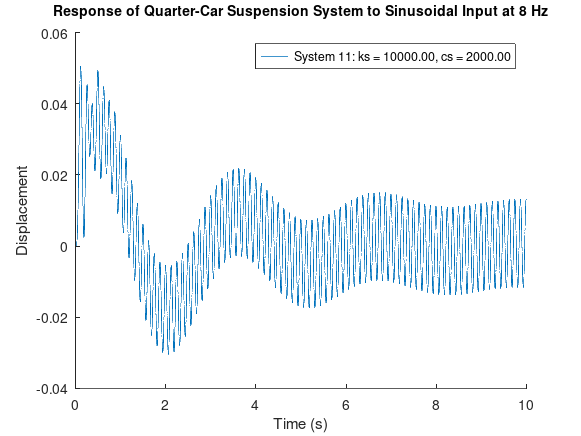 Response of Quarter-Car Suspension System to Sinusoidal Input at 8 Hz
System 11: ks = 10000.00, cs = 2000.00
0.06
0.04
0.02
0
-0.02
-0.04
Displacement
0 2 4 6 8 10
Time (s)